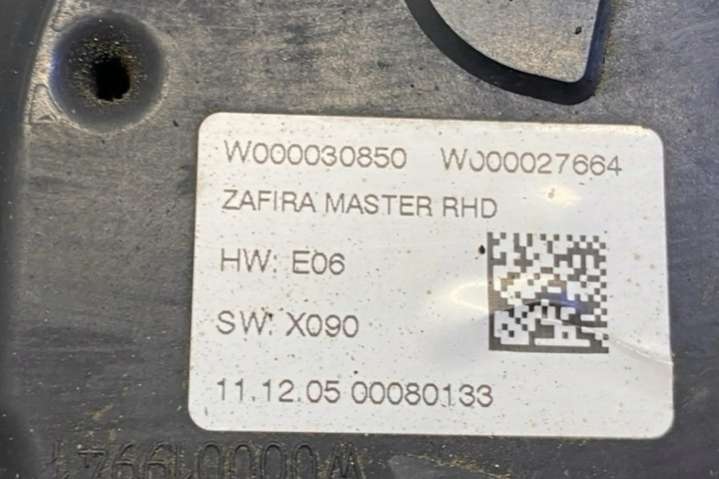 W000030850 W000027664
ZAFIRA MASTER RHD
HW: E06
SW: X090
11.12.05 00080133